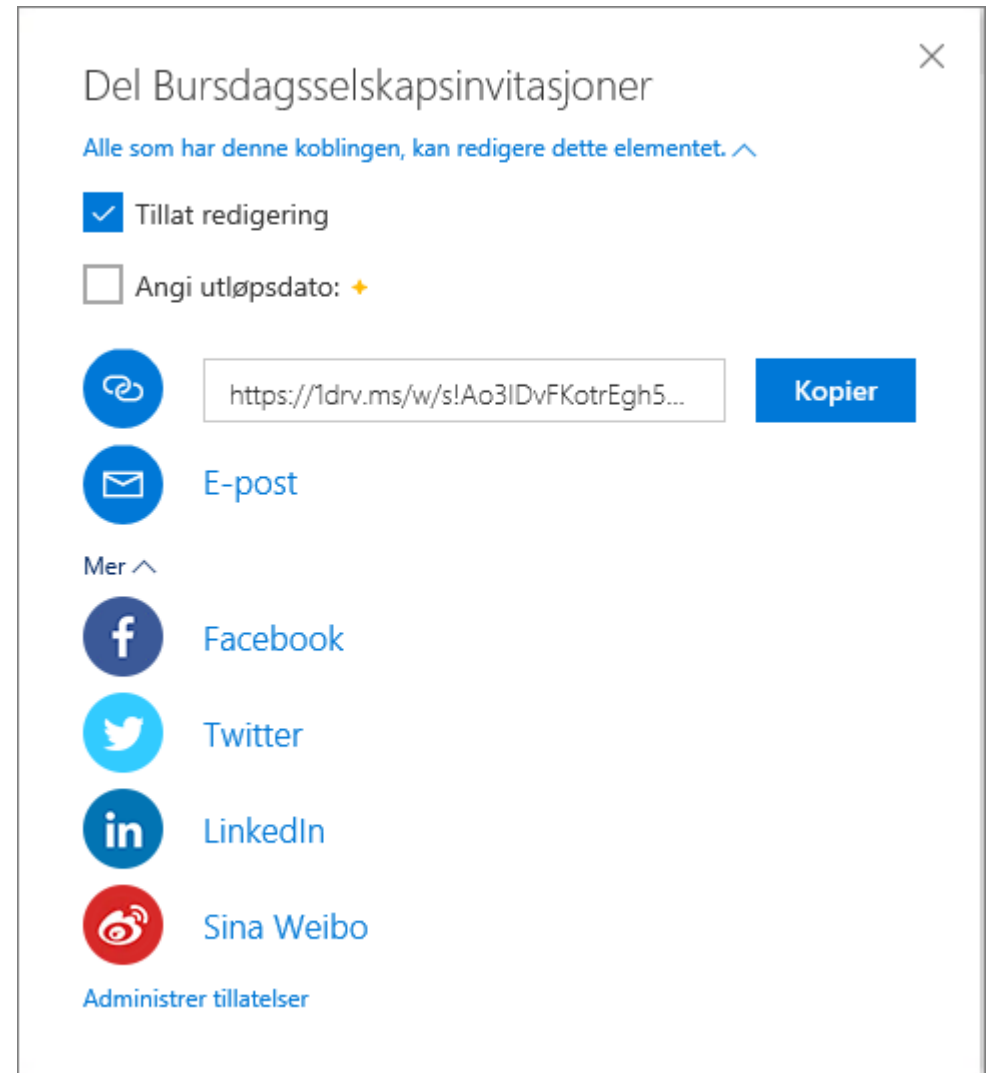 Del Bursdagsselskapsinvitasjoner
Alle som har denne koblingen, kan redigere dette elementet.
Tillat redigering
Angi utløpsdato:
https://1drv.ms/w/s!Ao3IDvFKotrEgh5... Kopier
E-post
Mer
Facebook
Twitter
LinkedIn
Sina Weibo
Administrer tillatelser